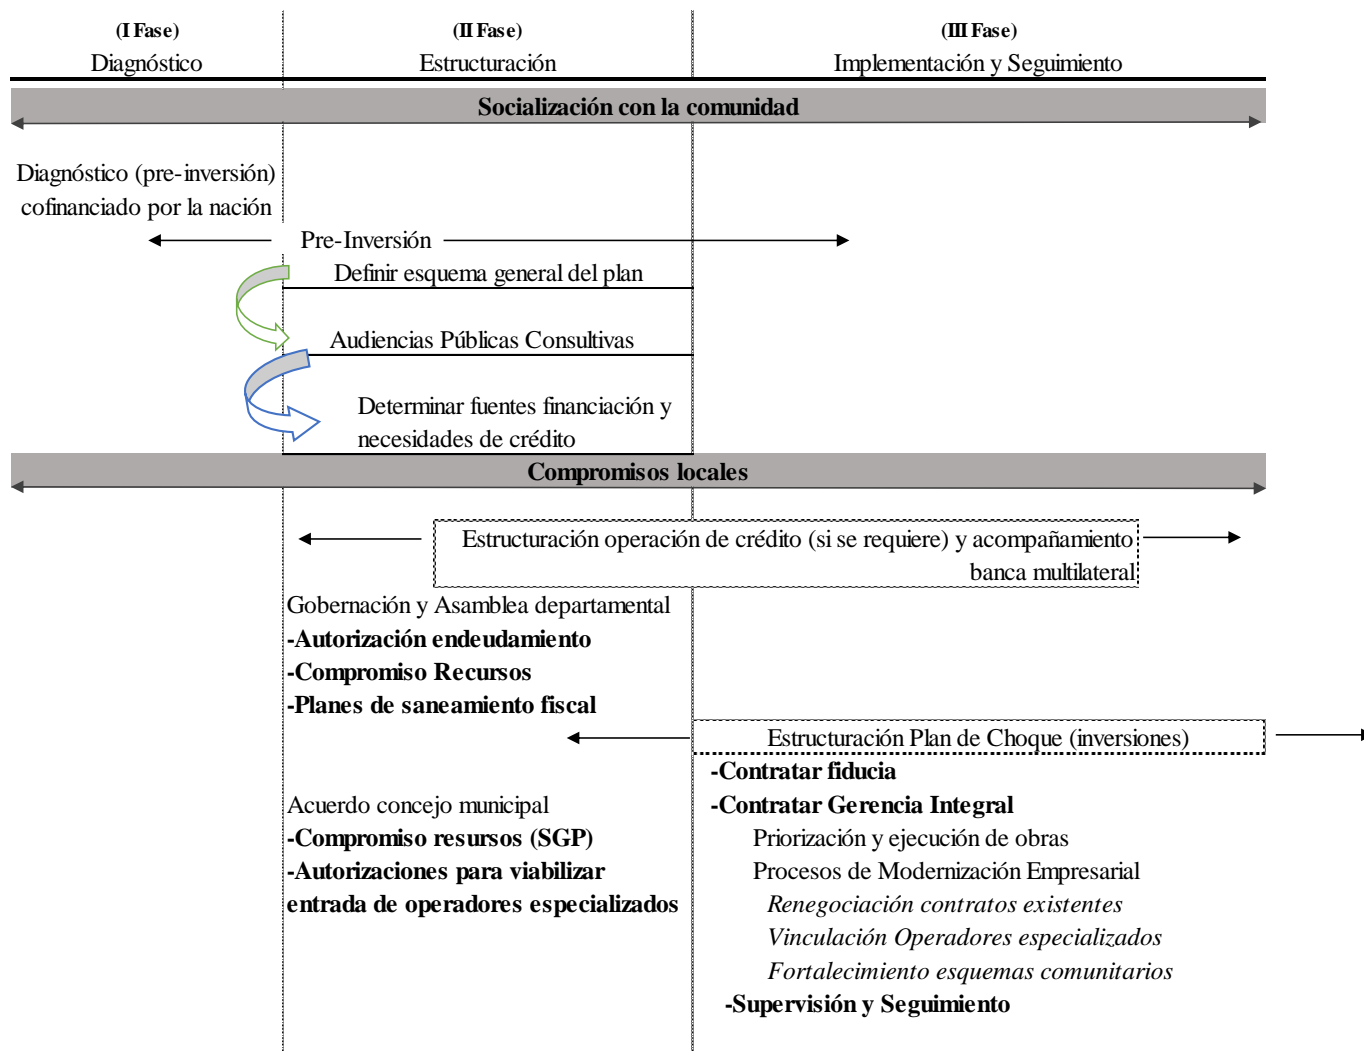 (I Fase)
Diagnóstico
(II Fase)
Estructuración
(III Fase)
Implementación y Seguimiento
Socialización con la comunidad
Diagnóstico (pre-inversión)
cofinanciado por la nación
Pre-Inversión
Definir esquema general del plan
Audiencias Públicas Consultivas
Determinar fuentes financiación y
necesidades de crédito
Compromisos locales
Estructuración operación de crédito (si se requiere) y acompañamiento
banca multilateral
Gobernación y Asamblea departamental
-Autorización endeudamiento
-Compromiso Recursos
-Planes de saneamiento fiscal
Estructuración Plan de Choque (inversiones)
-Contratar fiducia
-Contratar Gerencia Integral
Priorización y ejecución de obras
Procesos de Modernización Empresarial
Renegociación contratos existentes
Vinculación Operadores especializados
Fortalecimiento esquemas comunitarios
-Supervisión y Seguimiento
Acuerdo concejo municipal
-Compromiso resursos (SGP)
-Autorizaciones para viabilizar
entrada de operadores especializados